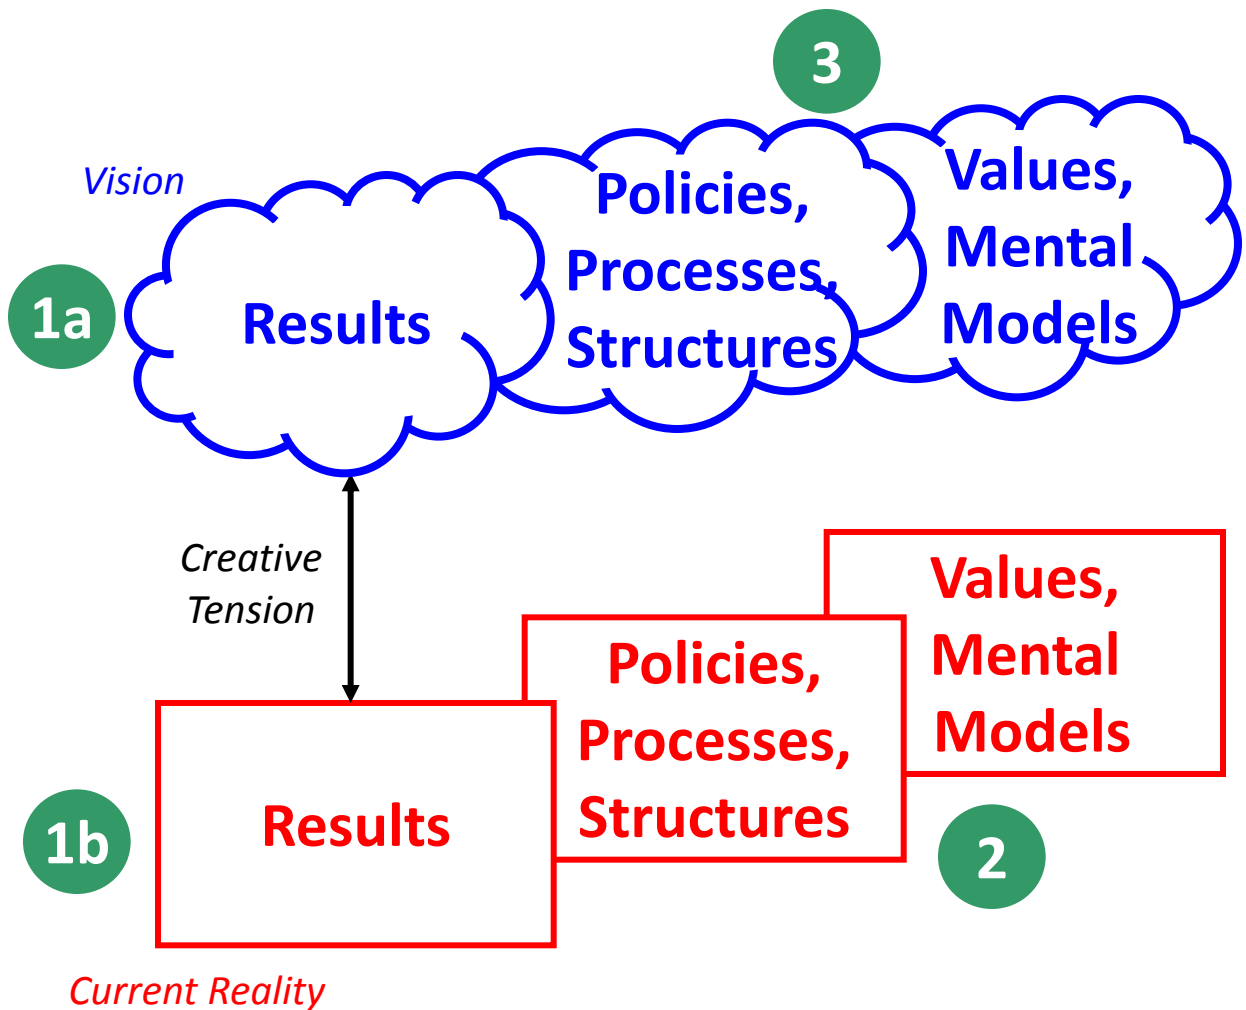 3
Vision
1a
Results
Policies,
Processes,
Structures
Values,
Mental
Models
Creative
Tension
1b
Results
Policies,
Processes,
Structures
Values,
Mental
Models
2
Current Reality